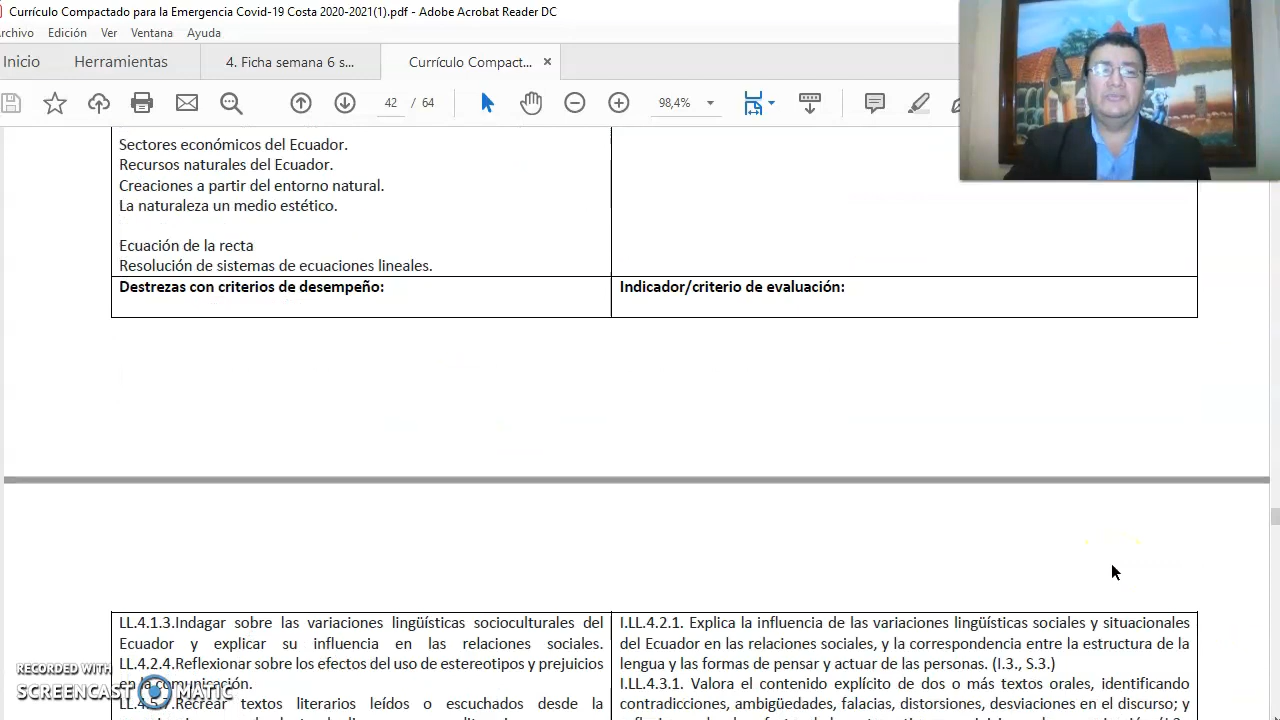 Currículo Compactado para la Emergencia Covid-19 Costa 2020-2021(1).pdf - Adobe Acrobat Reader DC
rchivo Edición Ver Ventana Ayuda
Inicio Herramientas 4. Ficha semana 6 s... Currículo Compact... ×
42 / 64 98,4%
Sectores económicos del Ecuador.
Recursos naturales del Ecuador.
Creaciones a partir del entorno natural.
La naturaleza un medio estético.
Ecuación de la recta
Resolución de sistemas de ecuaciones lineales.
Destrezas con criterios de desempeño:
Indicador/criterio de evaluación:
LL.4.1.3.Indagar sobre las variaciones lingüísticas socioculturales del
Ecuador y explicar su influencia en las relaciones sociales.
LL.4.2.4.Reflexionar sobre los efectos del uso de estereotipos y prejuicios
en la comunicación.
Recrear textos literarios leídos o escuchados desde la
I.LL.4.2.1. Explica la influencia de las variaciones lingüísticas sociales y situacionales
del Ecuador en las relaciones sociales, y la correspondencia entre la estructura de la
lengua y las formas de pensar y actuar de las personas. (I.3., S.3.)
I.LL.4.3.1. Valora el contenido explícito de dos o más textos orales, identificando
contradicciones, ambigüedades, falacias, distorsiones, desviaciones en el discurso; y
RECORDED WITH
SCREENCAST MATIC